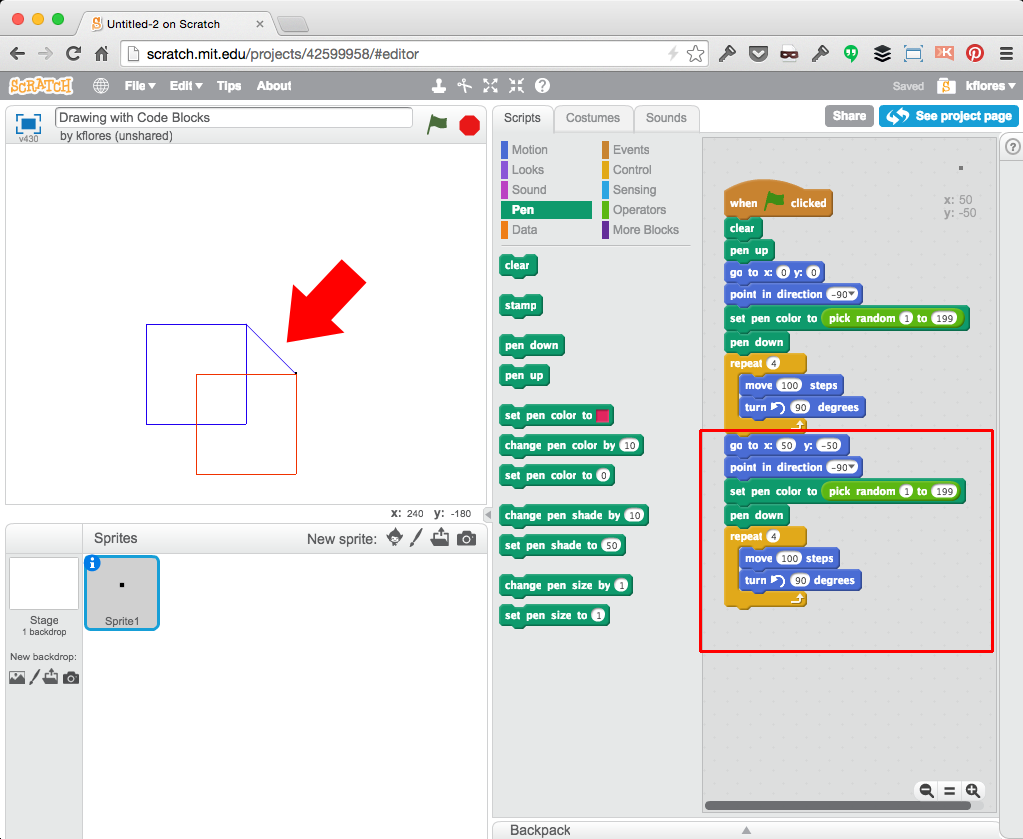 Untitled-2 on Scratch
scratch.mit.edu/projects/42599958/#editor
SCRATCH File Edit Tips About Saved kflores
v430
Drawing with Code Blocks
by kflores (unshared)
Scripts Costumes Sounds Share See project page
Motion Events
Looks Control
Sound Sensing
Pen Operators
Data More Blocks
clear
stamp
pen down
pen up
set pen color to
change pen color by 10
set pen color to 0
change pen shade by 10
set pen shade to 50
change pen size by 1
set pen size to 1
x: 50
y: -50
when clicked
clear
pen up
go to x: 0 y: 0
point in direction -90
set pen color to pick random 1 to 199
pen down
repeat 4
move 100 steps
turn 90 degrees
go to x: 50 y: -50
point in direction -90
set pen color to pick random 1 to 199
pen down
repeat 4
move 100 steps
turn 90 degrees
x: 240 y: -180
Sprites New sprite:
Sprite1
Stage
1 backdrop
New backdrop:
Backpack